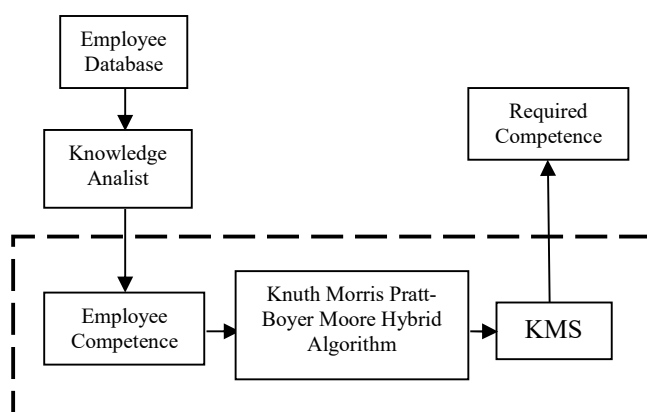 Employee
Database
Knowledge
Analist
Employee
Competence
Knuth Morris Pratt-
Boyer Moore Hybrid
Algorithm
KMS
Required
Competence